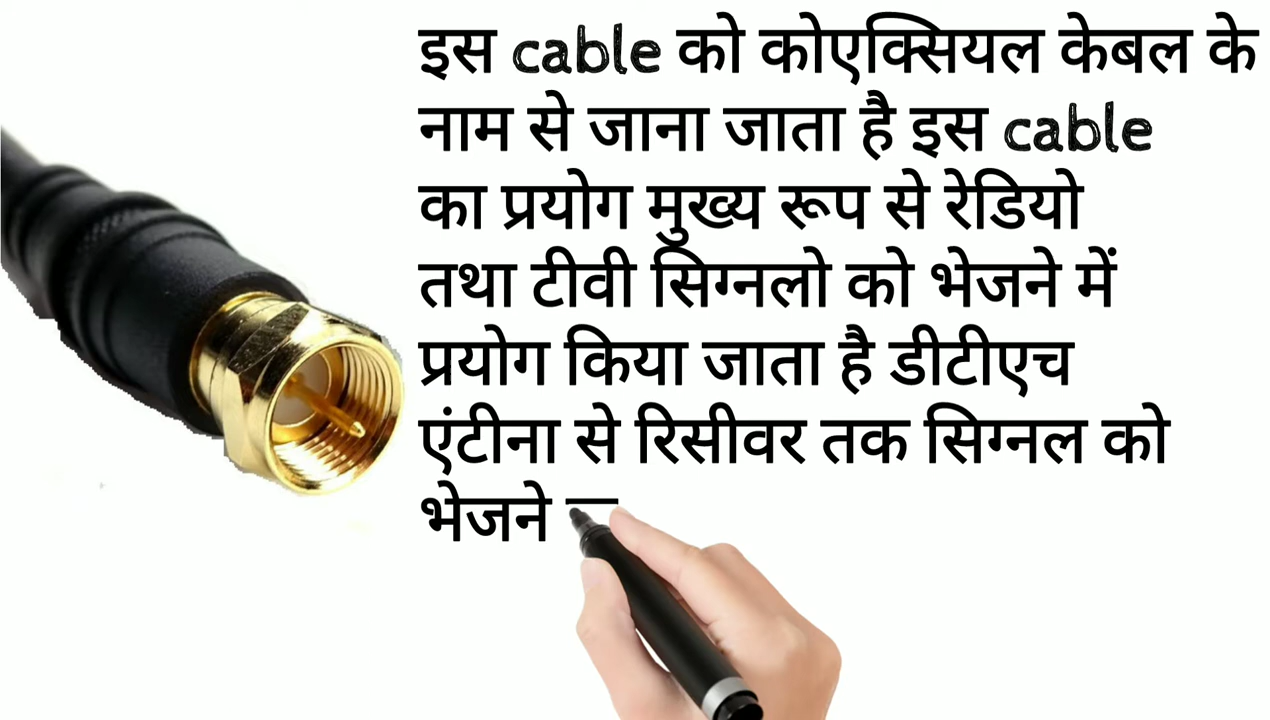 इस cable को कोएक्सियल केबल के
नाम से जाना जाता है इस cable
का प्रयोग मुख्य रूप से रेडियो
तथा टीवी सिग्नलो को भेजने में
प्रयोग किया जाता है डीटीएच
एंटीना से रिसीवर तक सिग्नल को
भेजने